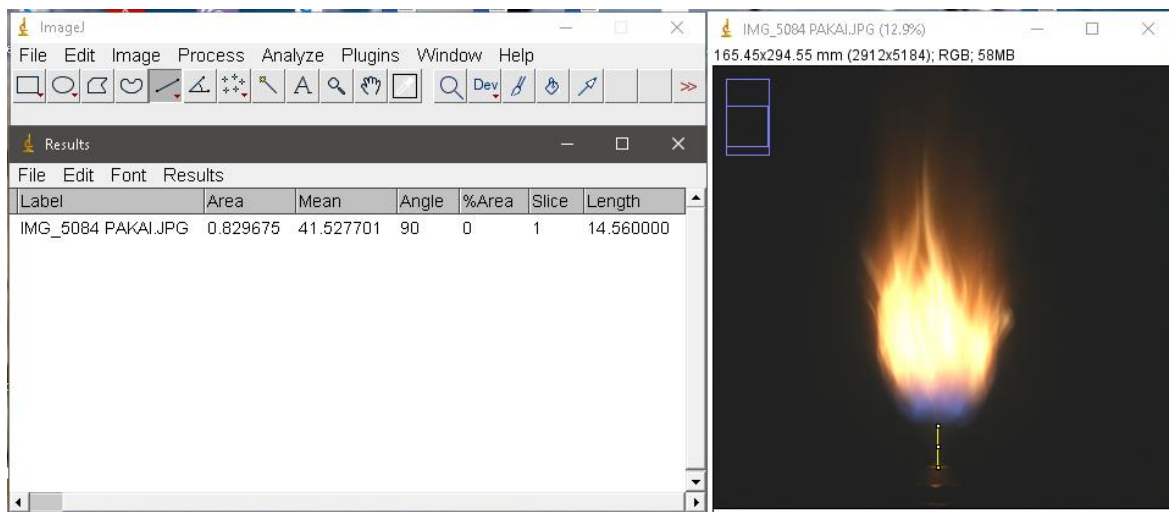 ImageJ
File Edit Image Process Analyze Plugins Window Help
A Dev >>
Results
File Edit Font Results
Label Area Mean Angle %Area Slice Length
IMG_5084 PAKAI.JPG 0.829675 41.527701 90 0 1 14.560000
IMG_5084 PAKAI.JPG (12.9%)
165.45x294.55 mm (2912x5184); RGB; 58MB